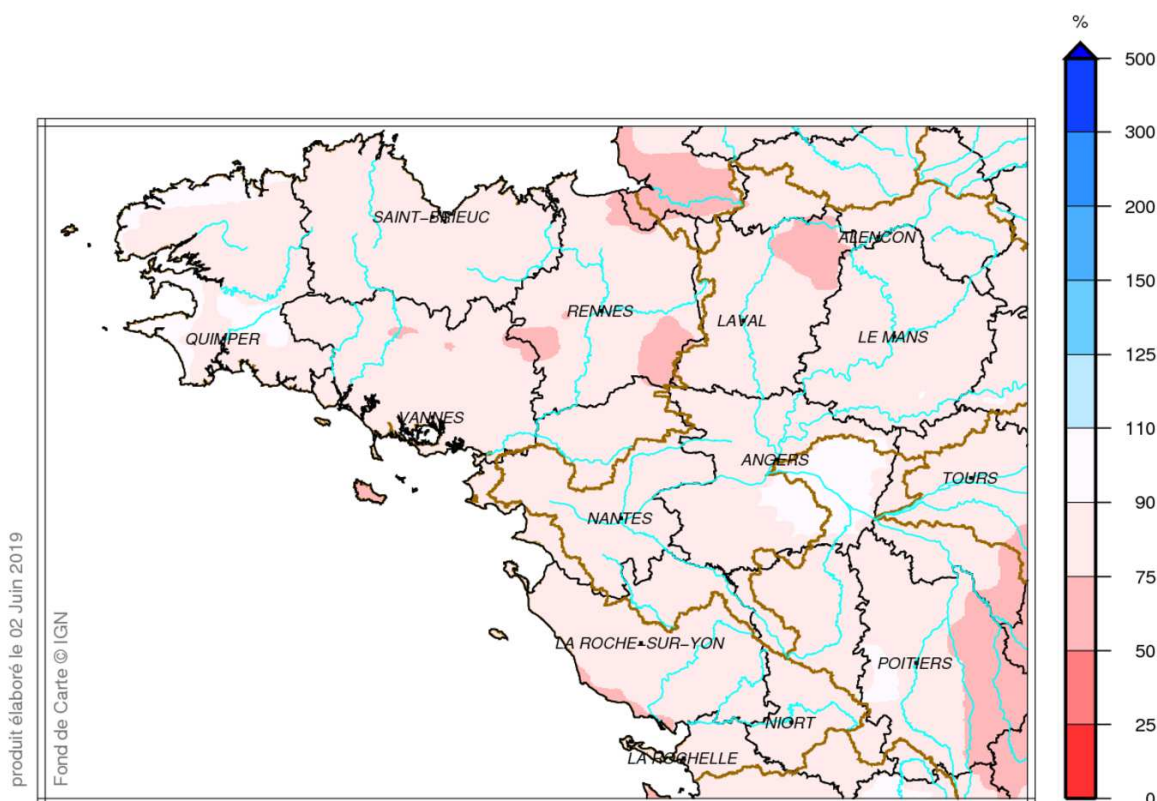 %
500
300
200
150
125
110
90
75
50
25
0
SAINT-BRIEUC
ALENCON
RENNES
LAVAL
LE MANS
QUIMPER
VANNES
ANGERS
TOURS
NANTES
LA ROCHE-SUR-YON
POITIERS
NIORT
LA ROCHELLE
produit élaboré le 02 Juin 2019
Fond de Carte © IGN